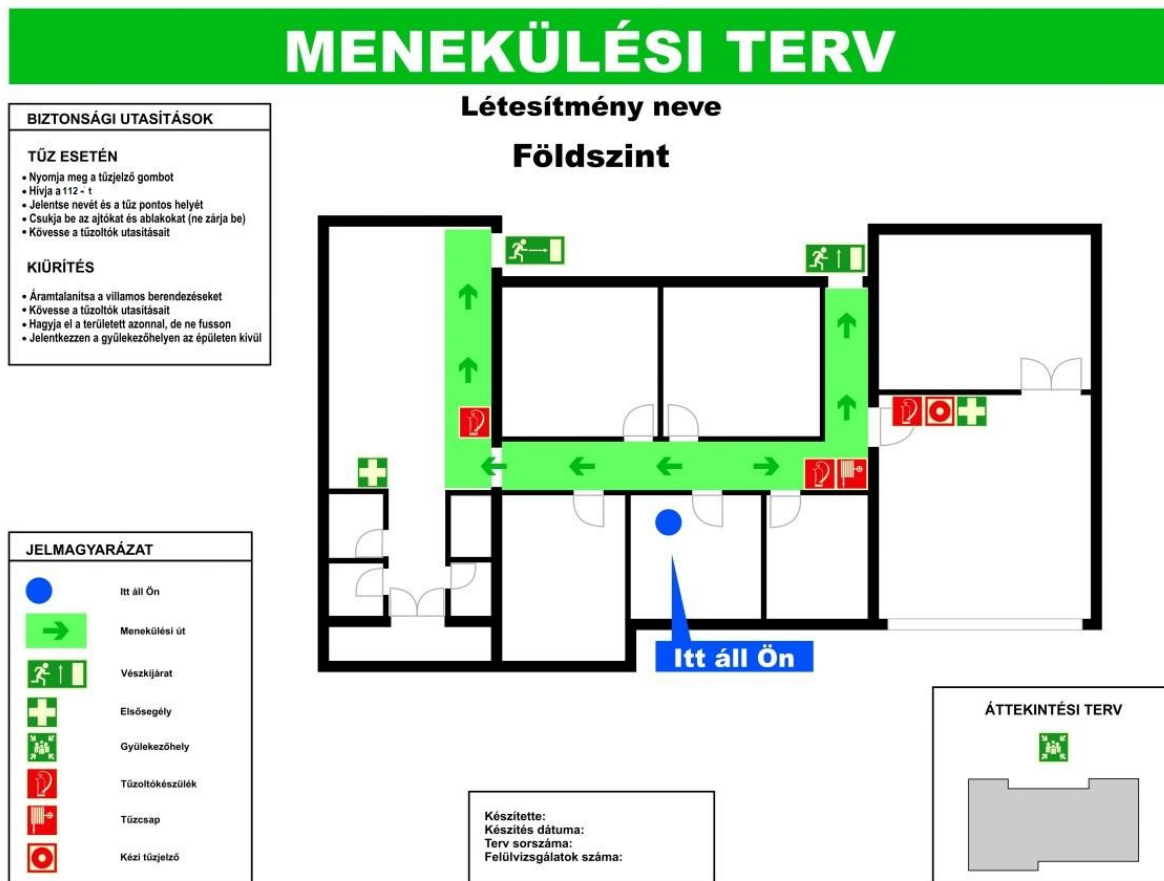 MENEKÜLÉSI TERV
Létesítmény neve
Földszint
BIZTONSÁGI UTASÍTÁSOK
TŰZ ESETÉN
• Nyomja meg a tűzjelző gombot
• Hívja a 112 - t
• Jelentse nevét és a tűz pontos helyét
• Csukja be az ajtókat és ablakokat (ne zárja be)
• Kövesse a tűzoltók utasításait
KIÜRÍTÉS
• Áramtalanítsa a villamos berendezéseket
• Kövesse a tűzoltók utasításait
• Hagyja el a területett azonnal, de ne fusson
• Jelentkezzen a gyűlekezőhelyen az épületen kívül
JELMAGYARÁZAT
Itt áll Ön
Menekülési út
Vészkijárat
Elsősegély
Gyülekezőhely
Tűzoltókészülék
Tűzcsap
Kézi tűzjelző
Itt áll Ön
Készítette:
Készítés dátuma:
Terv sorszáma:
Felülvizsgálatok száma:
ÁTTEKINTÉSI TERV